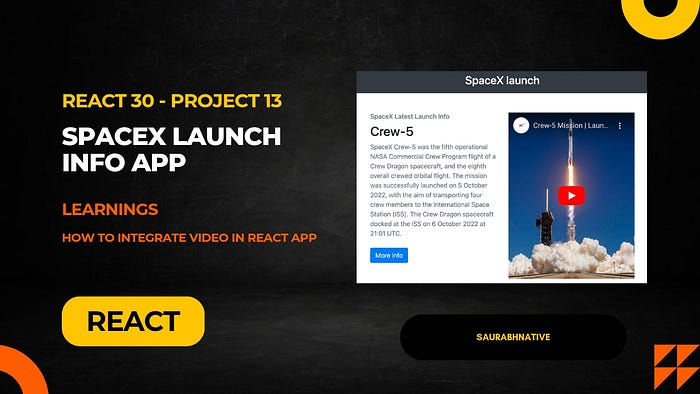 REACT 30 - PROJECT 13
SPACEX LAUNCH
INFO APP
LEARNINGS
HOW TO INTEGRATE VIDEO IN REACT APP
REACT
SpaceX launch
SpaceX Latest Launch Info
Crew-5
SpaceX Crew-5 was the fifth operational
NASA Commercial Crew Program flight of a
Crew Dragon spacecraft, and the eighth
overall crewed orbital flight. The mission
was successfully launched on 5 October
2022, with the aim of transporting four
crew members to the International Space
Station (ISS). The Crew Dragon spacecraft
docked at the ISS on 6 October 2022 at
21:01 UTC.
More info
Crew-5 Mission | Laun...
SAURABHNATIVE